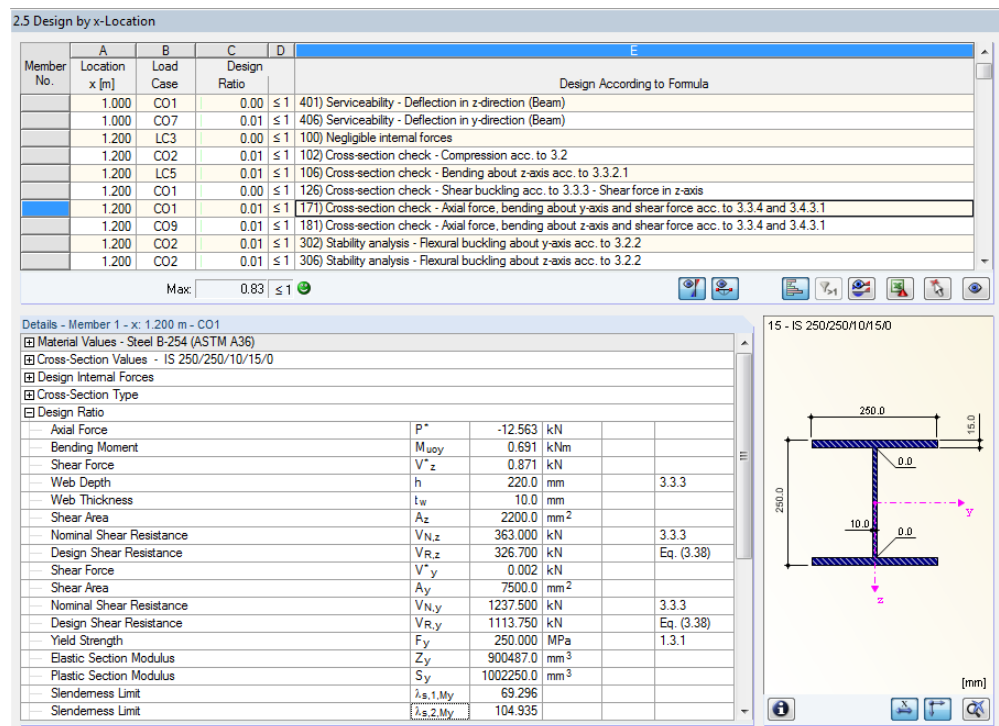 2.5 Design by x-Location
A B C D E
Member Location Load Design
No. x [m] Case Ratio Design According to Formula
1.000 CO1 0.00 ≤ 1 401) Serviceability - Deflection in z-direction (Beam)
1.000 CO7 0.01 ≤ 1 406) Serviceability - Deflection in y-direction (Beam)
1.200 LC3 0.00 ≤ 1 100) Negligible internal forces
1.200 CO2 0.01 ≤ 1 102) Cross-section check - Compression acc. to 3.2
1.200 LC5 0.01 ≤ 1 106) Cross-section check - Bending about z-axis acc. to 3.3.2.1
1.200 CO1 0.00 ≤ 1 126) Cross-section check - Shear buckling acc. to 3.3.3 - Shear force in z-axis
1.200 CO1 0.01 ≤ 1 171) Cross-section check - Axial force, bending about y-axis and shear force acc. to 3.3.4 and 3.4.3.1
1.200 CO9 0.01 ≤ 1 181) Cross-section check - Axial force, bending about z-axis and shear force acc. to 3.3.4 and 3.4.3.1
1.200 CO2 0.01 ≤ 1 302) Stability analysis - Flexural buckling about y-axis acc. to 3.2.2
1.200 CO2 0.01 ≤ 1 306) Stability analysis - Flexural buckling about z-axis acc. to 3.2.2
Max: 0.83 ≤ 1
Details - Member 1 - x: 1.200 m - CO1
Material Values - Steel B-254 (ASTM A36)
Cross-Section Values - IS 250/250/10/15/0
Design Internal Forces
Cross-Section Type
Design Ratio
Axial Force P* -12.563 kN
Bending Moment Muoy 0.691 kNm
Shear Force V*z 0.871 kN
Web Depth h 220.0 mm 3.3.3
Web Thickness tw 10.0 mm
Shear Area Az 2200.0 mm2
Nominal Shear Resistance VN,z 363.000 kN 3.3.3
Design Shear Resistance VR,z 326.700 kN Eq. (3.38)
Shear Force V*y 0.002 kN
Shear Area Ay 7500.0 mm2
Nominal Shear Resistance VN,y 1237.500 kN 3.3.3
Design Shear Resistance VR,y 1113.750 kN Eq. (3.38)
Yield Strength Fy 250.000 MPa 1.3.1
Elastic Section Modulus Zy 900487.0 mm3
Plastic Section Modulus Sy 1002250.0 mm3
Slenderness Limit λs,1,My 69.296
Slenderness Limit λs,2,My 104.935
15 - IS 250/250/10/15/0
250.0
15.0
0.0
250.0
y
10.0
0.0
z
[mm]